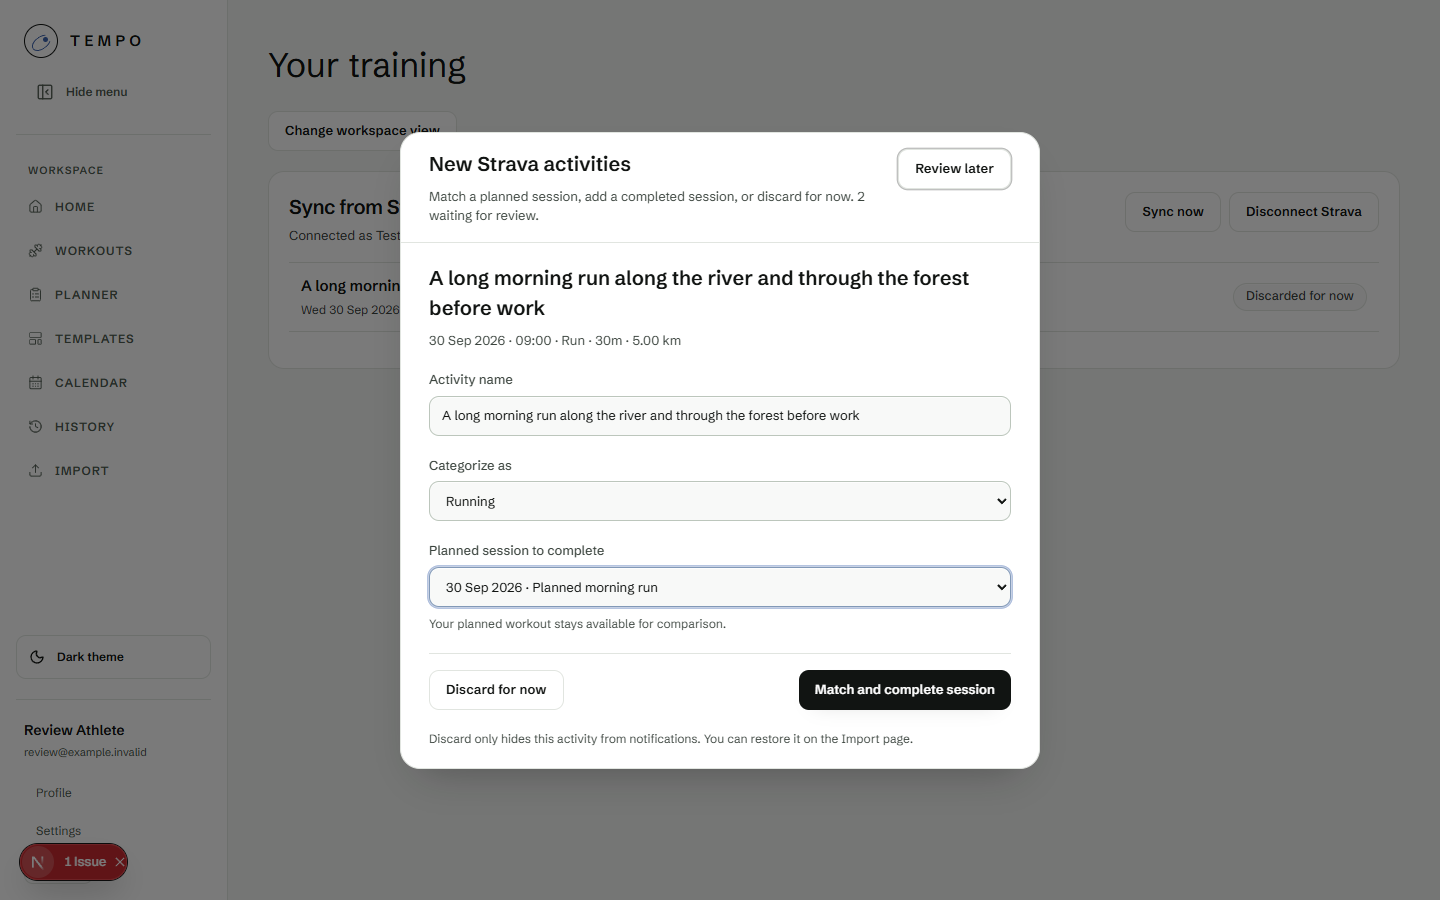 TEMPO
Hide menu
WORKSPACE
HOME
WORKOUTS
PLANNER
TEMPLATES
CALENDAR
HISTORY
IMPORT
Dark theme
Review Athlete
review@example.invalid
Profile
Settings
N
1 Issue
Your training
Change workspace view
Sync from S
Connected as Test
Sync now
Disconnect Strava
A long mornin
Wed 30 Sep 2026
Discarded for now
New Strava activities
Review later
Match a planned session, add a completed session, or discard for now. 2
waiting for review.
A long morning run along the river and through the forest
before work
30 Sep 2026 · 09:00 · Run · 30m · 5.00 km
Activity name
A long morning run along the river and through the forest before work
Categorize as
Running
Planned session to complete
30 Sep 2026 · Planned morning run
Your planned workout stays available for comparison.
Discard for now
Match and complete session
Discard only hides this activity from notifications. You can restore it on the Import page.